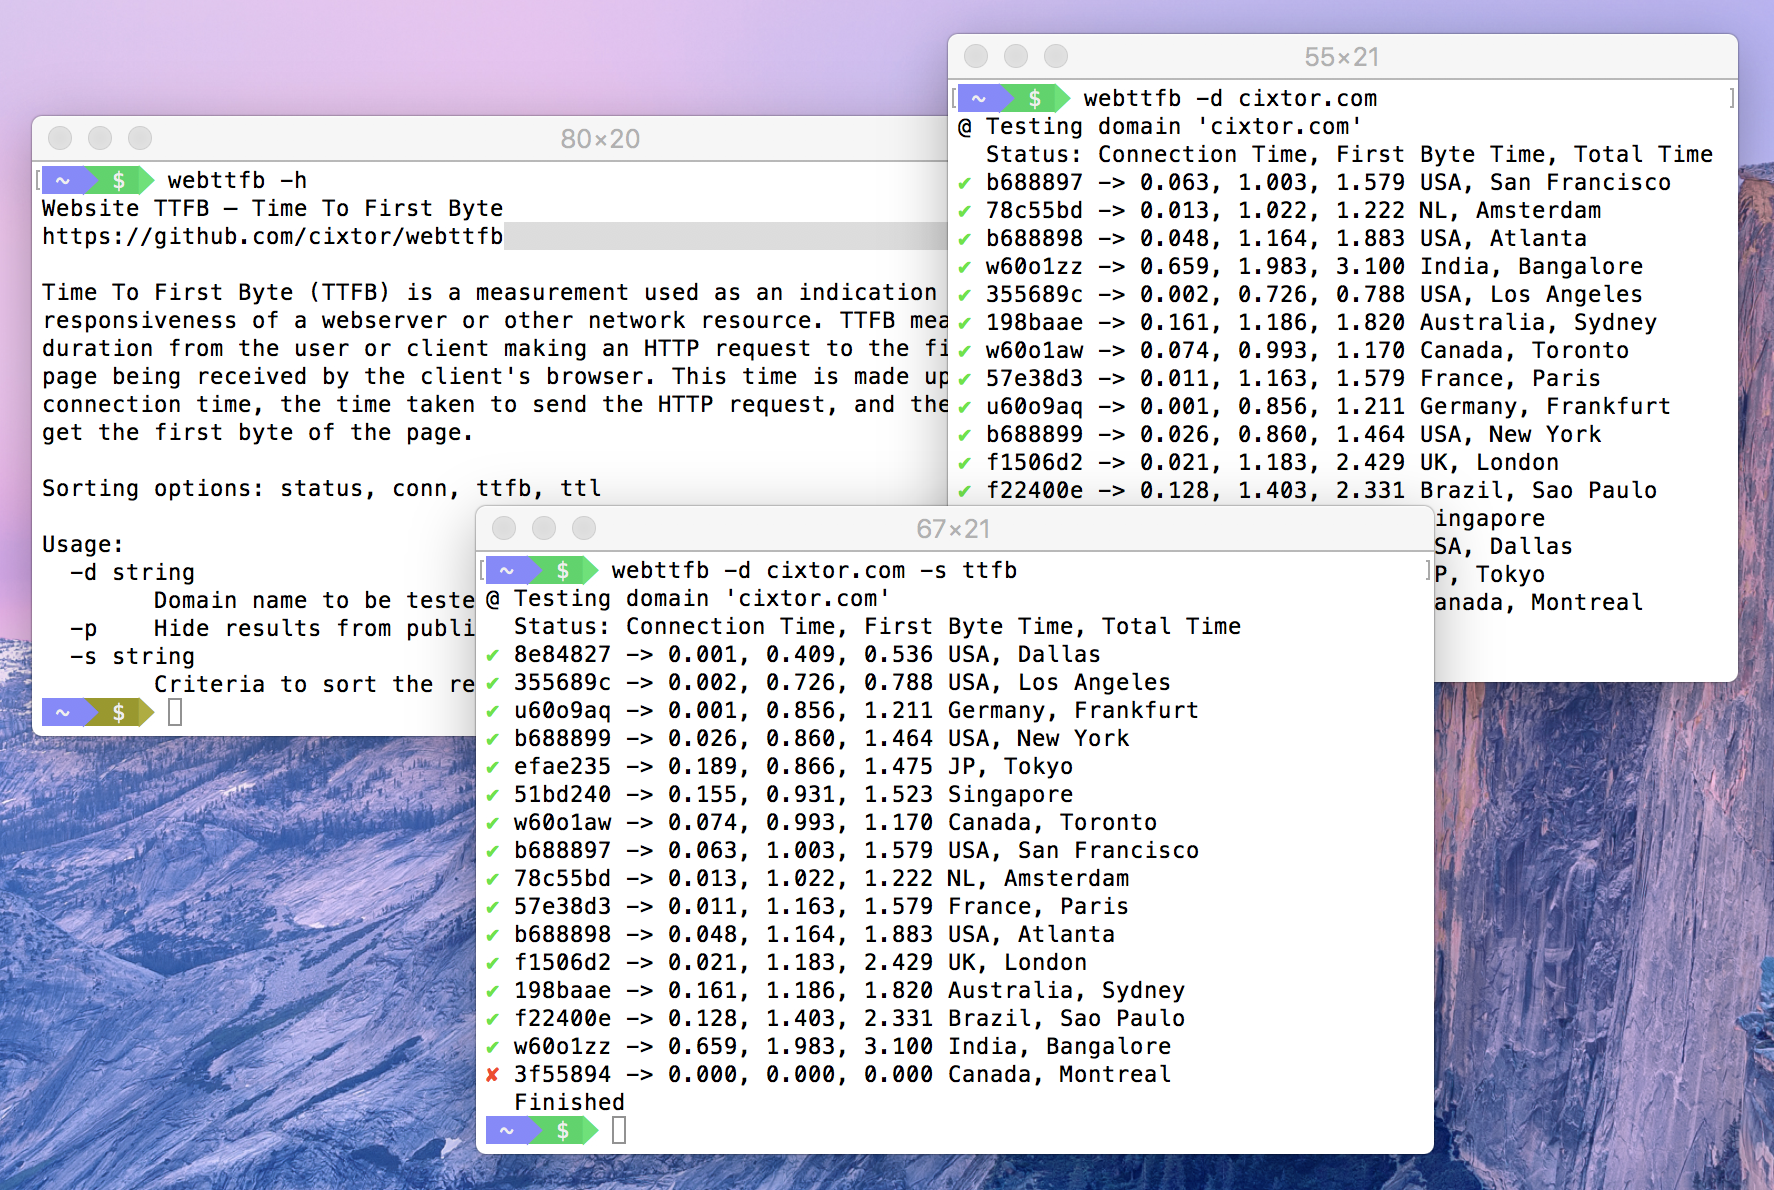 80×20
~ $ webttfb -h
Website TTFB — Time To First Byte
https://github.com/cixtor/webttfb

Time To First Byte (TTFB) is a measurement used as an indication
responsiveness of a webserver or other network resource. TTFB
duration from the user or client making an HTTP request to the
page being received by the client's browser. This time is made up
connection time, the time taken to send the HTTP request, and the
get the first byte of the page.

Sorting options: status, conn, ttfb, ttl

Usage:
-d string
Domain name to be
-p Hide results from
-s string
Criteria to sort the
~ $
55×21
~ $ webttfb -d cixtor.com
@ Testing domain 'cixtor.com'
Status: Connection Time, First Byte Time, Total Time
✔ b688897 -> 0.063, 1.003, 1.579 USA, San Francisco
✔ 78c55bd -> 0.013, 1.022, 1.222 NL, Amsterdam
✔ b688898 -> 0.048, 1.164, 1.883 USA, Atlanta
✔ w60o1zz -> 0.659, 1.983, 3.100 India, Bangalore
✔ 355689c -> 0.002, 0.726, 0.788 USA, Los Angeles
✔ 198baae -> 0.161, 1.186, 1.820 Australia, Sydney
✔ w60o1aw -> 0.074, 0.993, 1.170 Canada, Toronto
✔ 57e38d3 -> 0.011, 1.163, 1.579 France, Paris
✔ u60o9aq -> 0.001, 0.856, 1.211 Germany, Frankfurt
✔ b688899 -> 0.026, 0.860, 1.464 USA, New York
✔ f1506d2 -> 0.021, 1.183, 2.429 UK, London
✔ f22400e -> 0.128, 1.403, 2.331 Brazil, Sao Paulo
ingapore
SA, Dallas
P, Tokyo
anada, Montreal
67×21
~ $ webttfb -d cixtor.com -s ttfb
@ Testing domain 'cixtor.com'
Status: Connection Time, First Byte Time, Total Time
✔ 8e84827 -> 0.001, 0.409, 0.536 USA, Dallas
✔ 355689c -> 0.002, 0.726, 0.788 USA, Los Angeles
✔ u60o9aq -> 0.001, 0.856, 1.211 Germany, Frankfurt
✔ b688899 -> 0.026, 0.860, 1.464 USA, New York
✔ efae235 -> 0.189, 0.866, 1.475 JP, Tokyo
✔ 51bd240 -> 0.155, 0.931, 1.523 Singapore
✔ w60o1aw -> 0.074, 0.993, 1.170 Canada, Toronto
✔ b688897 -> 0.063, 1.003, 1.579 USA, San Francisco
✔ 78c55bd -> 0.013, 1.022, 1.222 NL, Amsterdam
✔ 57e38d3 -> 0.011, 1.163, 1.579 France, Paris
✔ b688898 -> 0.048, 1.164, 1.883 USA, Atlanta
✔ f1506d2 -> 0.021, 1.183, 2.429 UK, London
✔ 198baae -> 0.161, 1.186, 1.820 Australia, Sydney
✔ f22400e -> 0.128, 1.403, 2.331 Brazil, Sao Paulo
✔ w60o1zz -> 0.659, 1.983, 3.100 India, Bangalore
✘ 3f55894 -> 0.000, 0.000, 0.000 Canada, Montreal
Finished
~ $